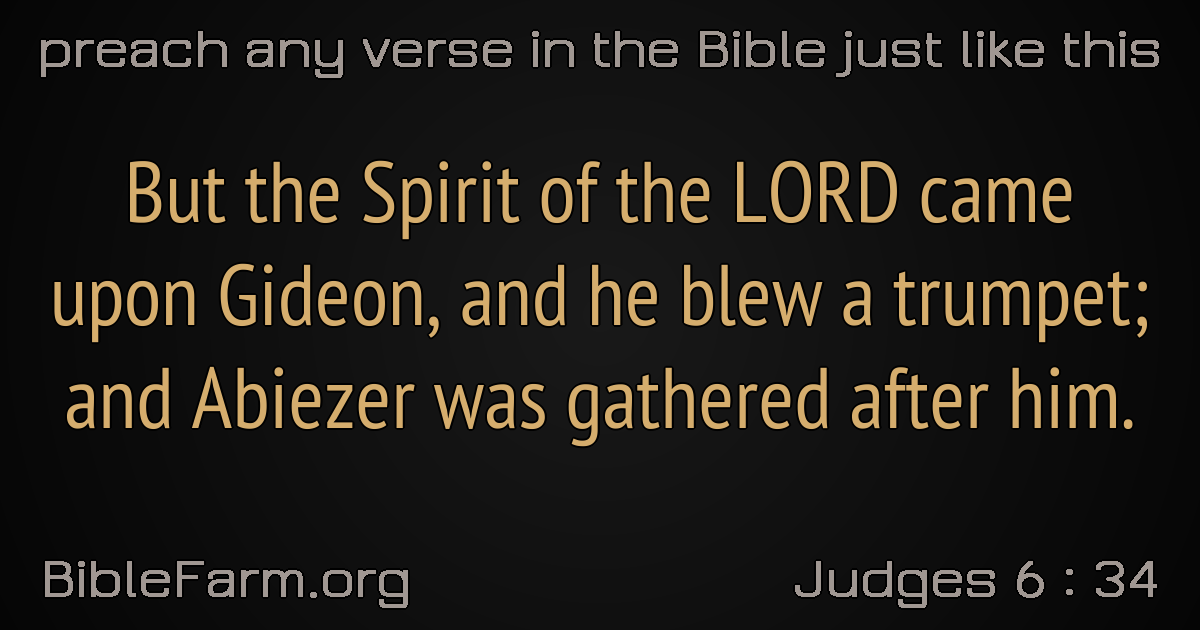 preach any verse in the Bible just like this
But the Spirit of the LORD came
upon Gideon, and he blew a trumpet;
and Abiezer was gathered after him.
BibleFarm.org
Judges 6 : 34